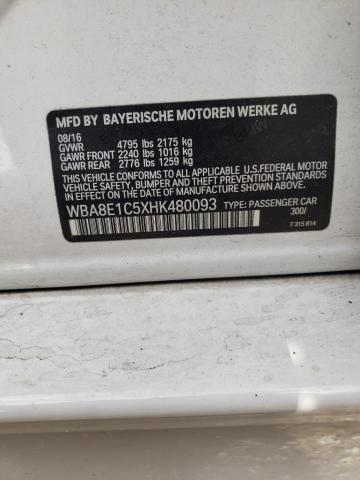 MFD BY BAYERISCHE MOTOREN WERKE AG
08/16
GVWR 4795 lbs 2175 kg
GAWR FRONT 2240 lbs 1016 kg
GAWR REAR 2776 lbs 1259 kg
THIS VEHICLE CONFORMS TO ALL APPLICABLE U.S.FEDERAL MOTOR
VEHICLE SAFETY, BUMPER, AND THEFT PREVENTION STANDARDS
IN EFFECT ON THE DATE OF MANUFACTURE SHOWN ABOVE.
WBA8E1C5XHK480093 TYPE: PASSENGER CAR
300/
7 315 814